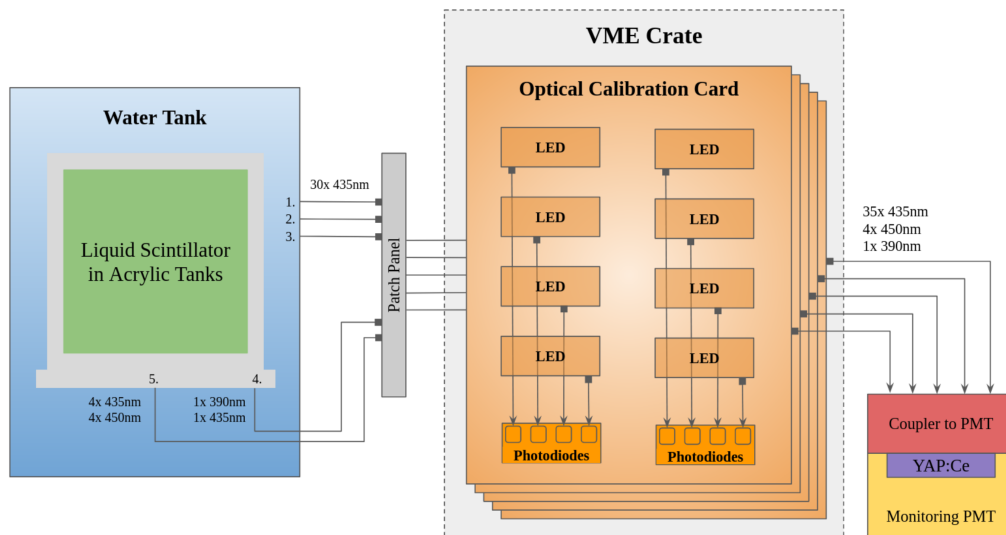 VME Crate
Optical Calibration Card
Water Tank
30x 435nm
1.
2.
3.
Liquid Scintillator
in Acrylic Tanks
5.
4.
4x 435nm
4x 450nm
1x 390nm
1x 435nm
Patch Panel
LED
LED
LED
LED
Photodiodes
LED
LED
LED
LED
Photodiodes
35x 435nm
4x 450nm
1x 390nm
Coupler to PMT
YAP:Ce
Monitoring PMT